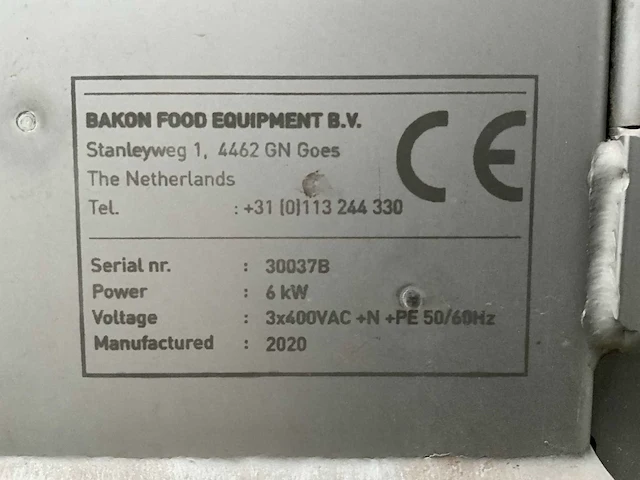 BAKON FOOD EQUIPMENT B.V.
Stanleyweg 1, 4462 GN Goes
The Netherlands
Tel. : +31 (0)113 244 330
CE
Serial nr. : 30037B
Power : 6 kW
Voltage : 3x400VAC +N +PE 50/60Hz
Manufactured : 2020